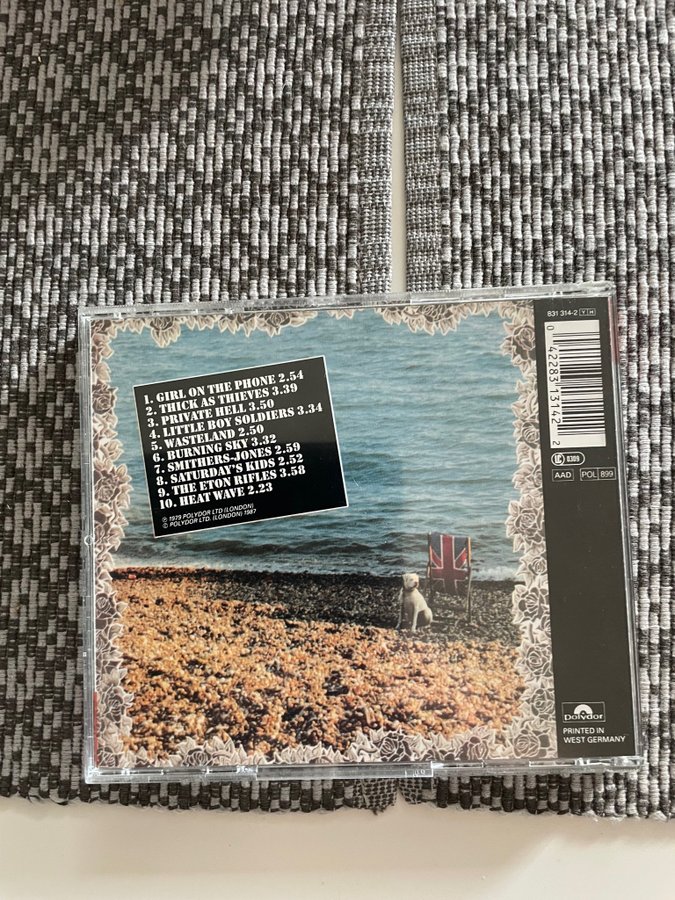 1. GIRL ON THE PHONE 2.54
2. THICK AS THIEVES 3.39
3. PRIVATE HELL 3.50
4. LITTLE BOY SOLDIERS 3.34
5. WASTELAND 2.50
6. BURNING SKY 3.32
7. SMITHERS-JONES 2.59
8. SATURDAY'S KIDS 2.52
9. THE ETON RIFLES 3.58
10. HEAT WAVE 2.23
℗ 1979 POLYDOR LTD (LONDON)
© POLYDOR LTD. (LONDON) 1987
831 314-2 Y H
0 42283 13142 2
LC 0309
AAD POL 899
polydor
PRINTED IN
WEST GERMANY